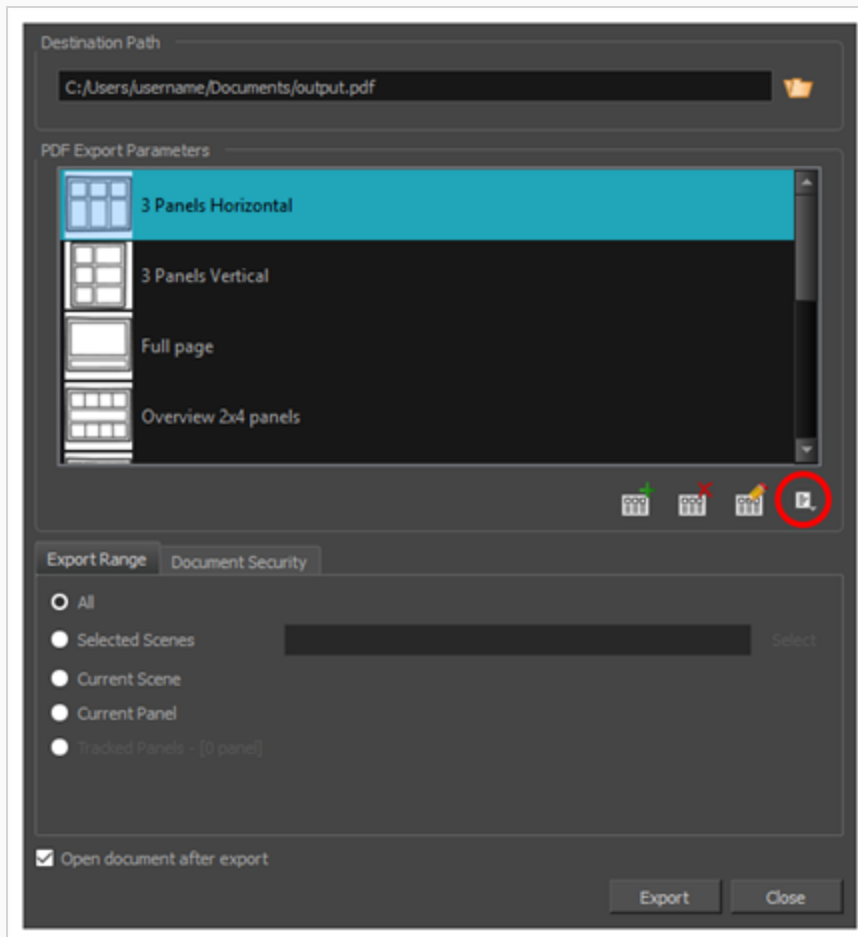 Destination Path
C:/Users/username/Documents/output.pdf
PDF Export Parameters
3 Panels Horizontal
3 Panels Vertical
Full page
Overview 2x4 panels
Export Range Document Security
All
Selected Scenes Select
Current Scene
Current Panel
Tracked Panels - (0 panel)
Open document after export
Export Close